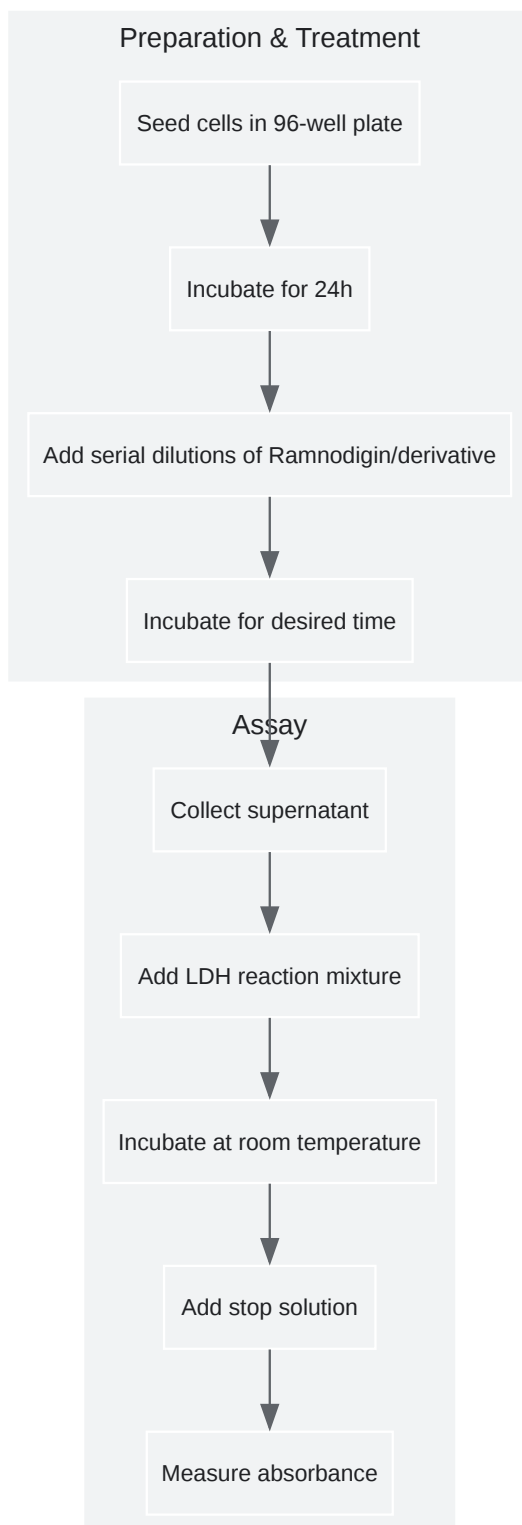 Preparation & Treatment
Seed cells in 96-well plate
Incubate for 24h
Add serial dilutions of Ramnodigin/derivative
Incubate for desired time
Assay
Collect supernatant
Add LDH reaction mixture
Incubate at room temperature
Add stop solution
Measure absorbance